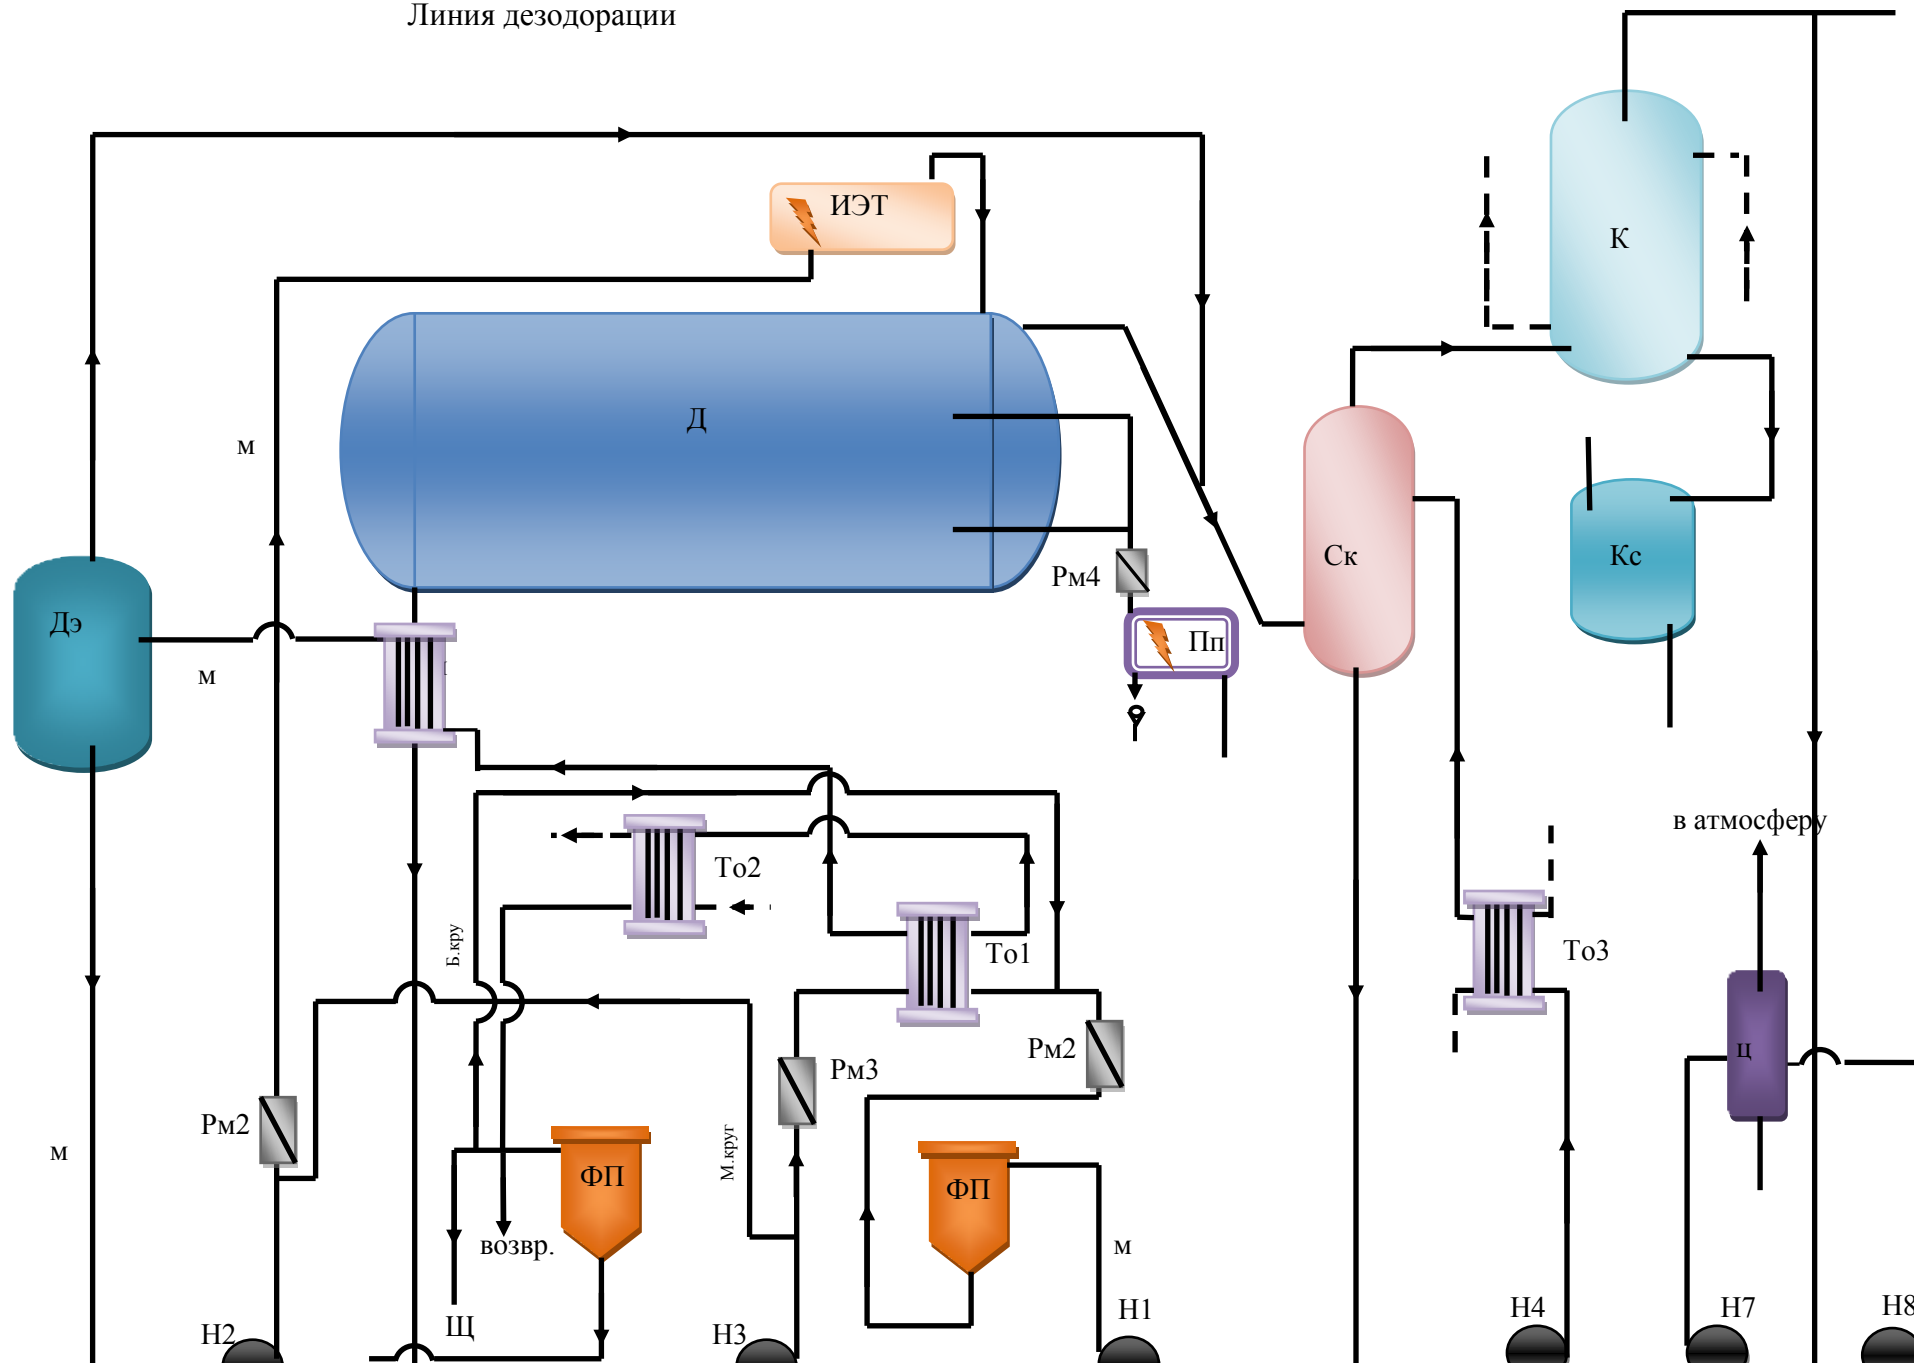 Линия дезодорации
ИЭТ
К
Д
м
Ск
Кс
Рм4
Дэ
Пп
м
в атмосферу
То2
Б.кру
То1
То3
Рм2
Рм3
ц
Рм2
М.круг
м
ФП
ФП
возвр.
м
Щ
Н2
Н3
Н1
Н4
Н7
Н8